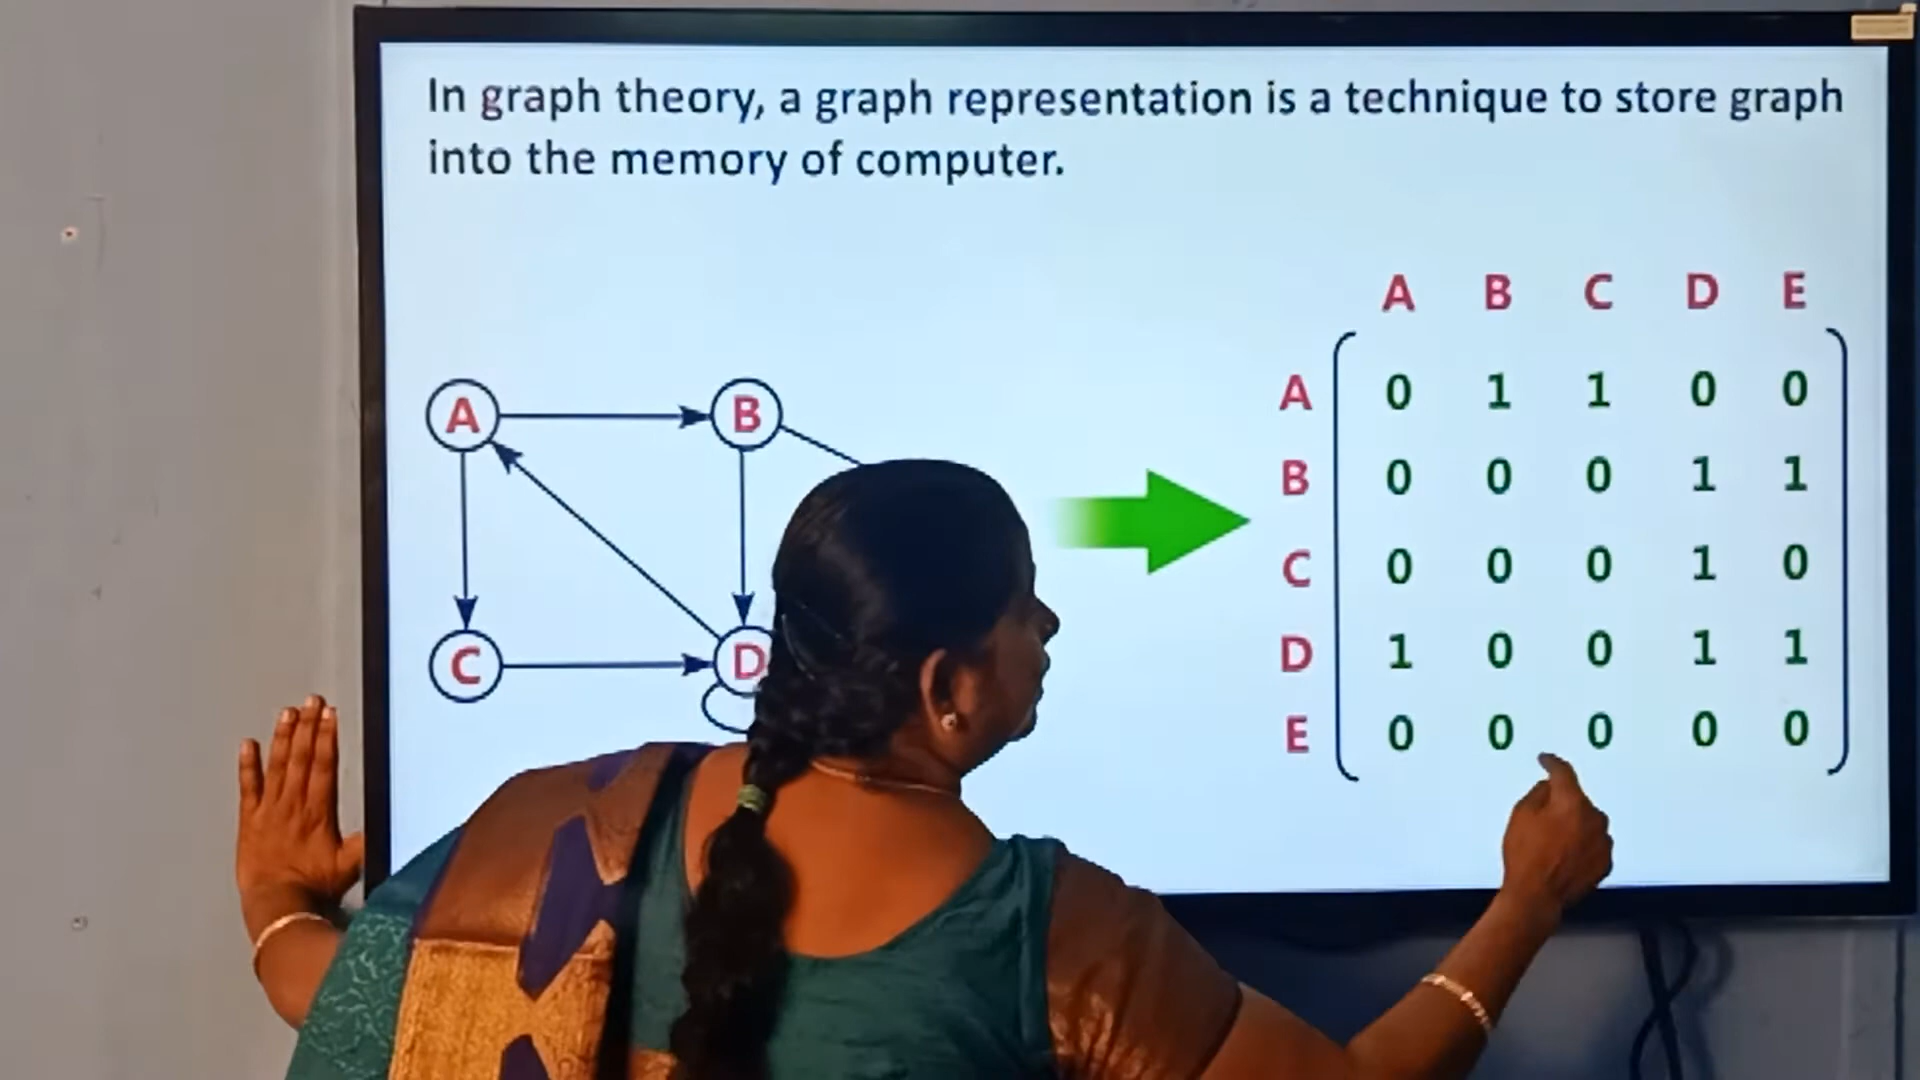 In graph theory, a graph representation is a technique to store graph
into the memory of computer.
A B
C D
A B C D E
A 0 1 1 0 0
B 0 0 0 1 1
C 0 0 0 1 0
D 1 0 0 1 1
E 0 0 0 0 0